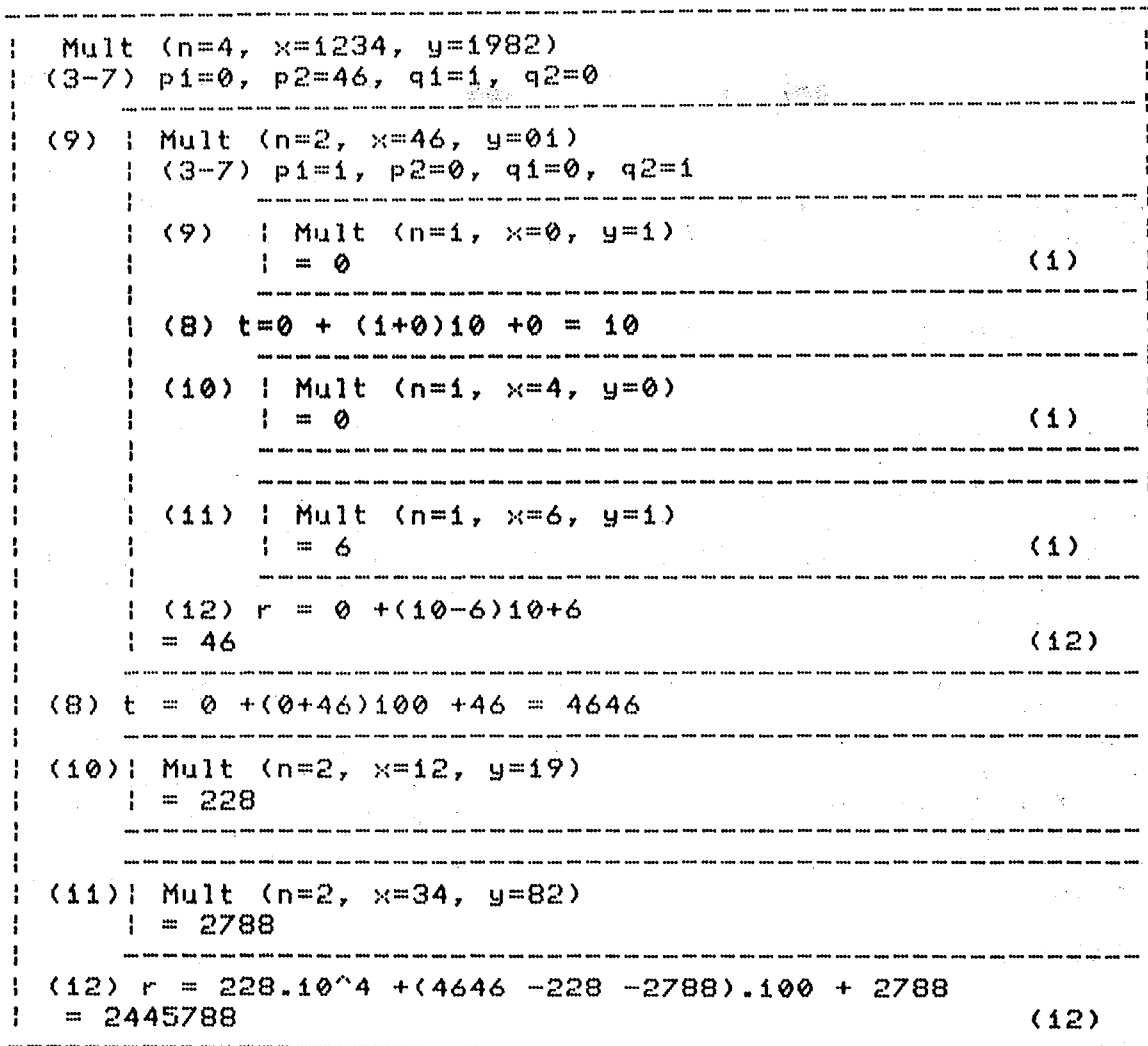 Mult (n=4, x=1234, y=1982)
(3-7) p1=0, p2=46, q1=1, q2=0
(9) | Mult (n=2, x=46, y=01)
| (3-7) p1=1, p2=0, q1=0, q2=1
| (9) | Mult (n=1, x=0, y=1)
| | = 0 (1)
| (8) t=0 + (1+0)10 +0 = 10
| (10) | Mult (n=1, x=4, y=0)
| | = 0 (1)
| (11) | Mult (n=1, x=6, y=1)
| | = 6 (1)
| (12) r = 0 +(10-6)10+6
| = 46 (12)
(8) t = 0 +(0+46)100 +46 = 4646
(10)| Mult (n=2, x=12, y=19)
| = 228
(11)| Mult (n=2, x=34, y=82)
| = 2788
(12) r = 228.10^4 +(4646 -228 -2788).100 + 2788
= 2445788 (12)